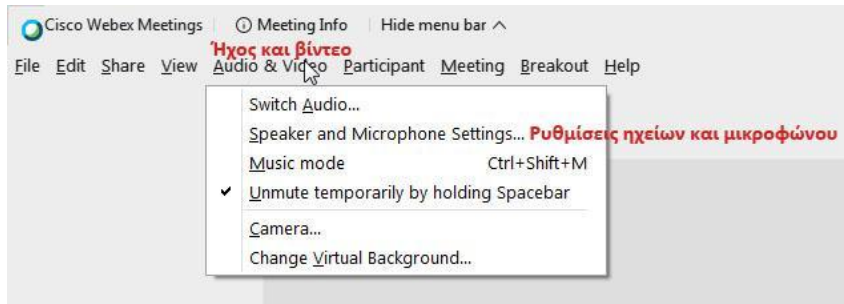 Cisco Webex Meetings ⓘ Meeting Info Hide menu bar ^
Ήχος και βίντεο
File Edit Share View Audio & Video Participant Meeting Breakout Help
Switch Audio...
Speaker and Microphone Settings... Ρυθμίσεις ηχείων και μικροφώνου
Music mode Ctrl+Shift+M
✔ Unmute temporarily by holding Spacebar
Camera...
Change Virtual Background...